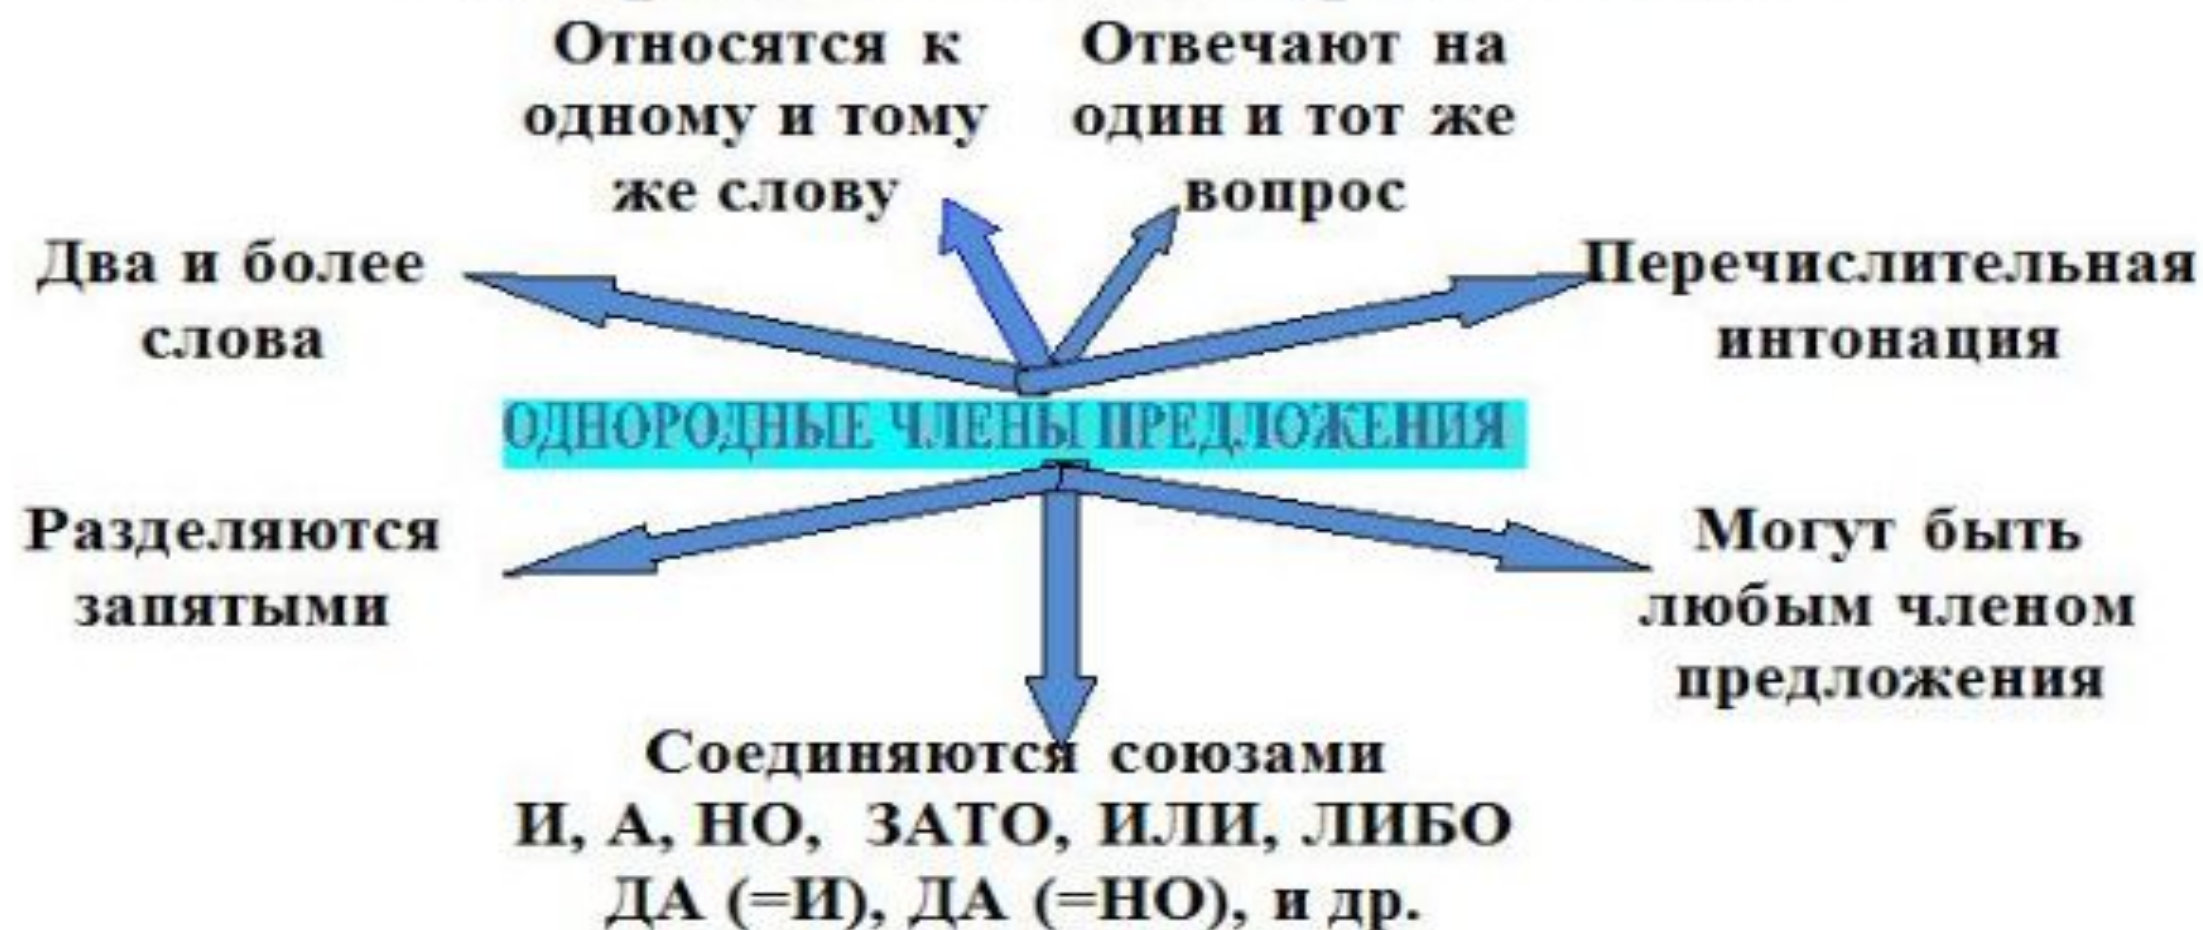 Относятся к
одному и тому
же слову
Отвечают на
один и тот же
вопрос
Два и более
слова
Перечислительная
интонация
ОДНОРОДНЫЕ ЧЛЕНЫ ПРЕДЛОЖЕНИЯ
Разделяются
запятыми
Могут быть
любым членом
предложения
Соединяются союзами
И, А, НО, ЗАТО, ИЛИ, ЛИБО
ДА (=И), ДА (=НО), и др.